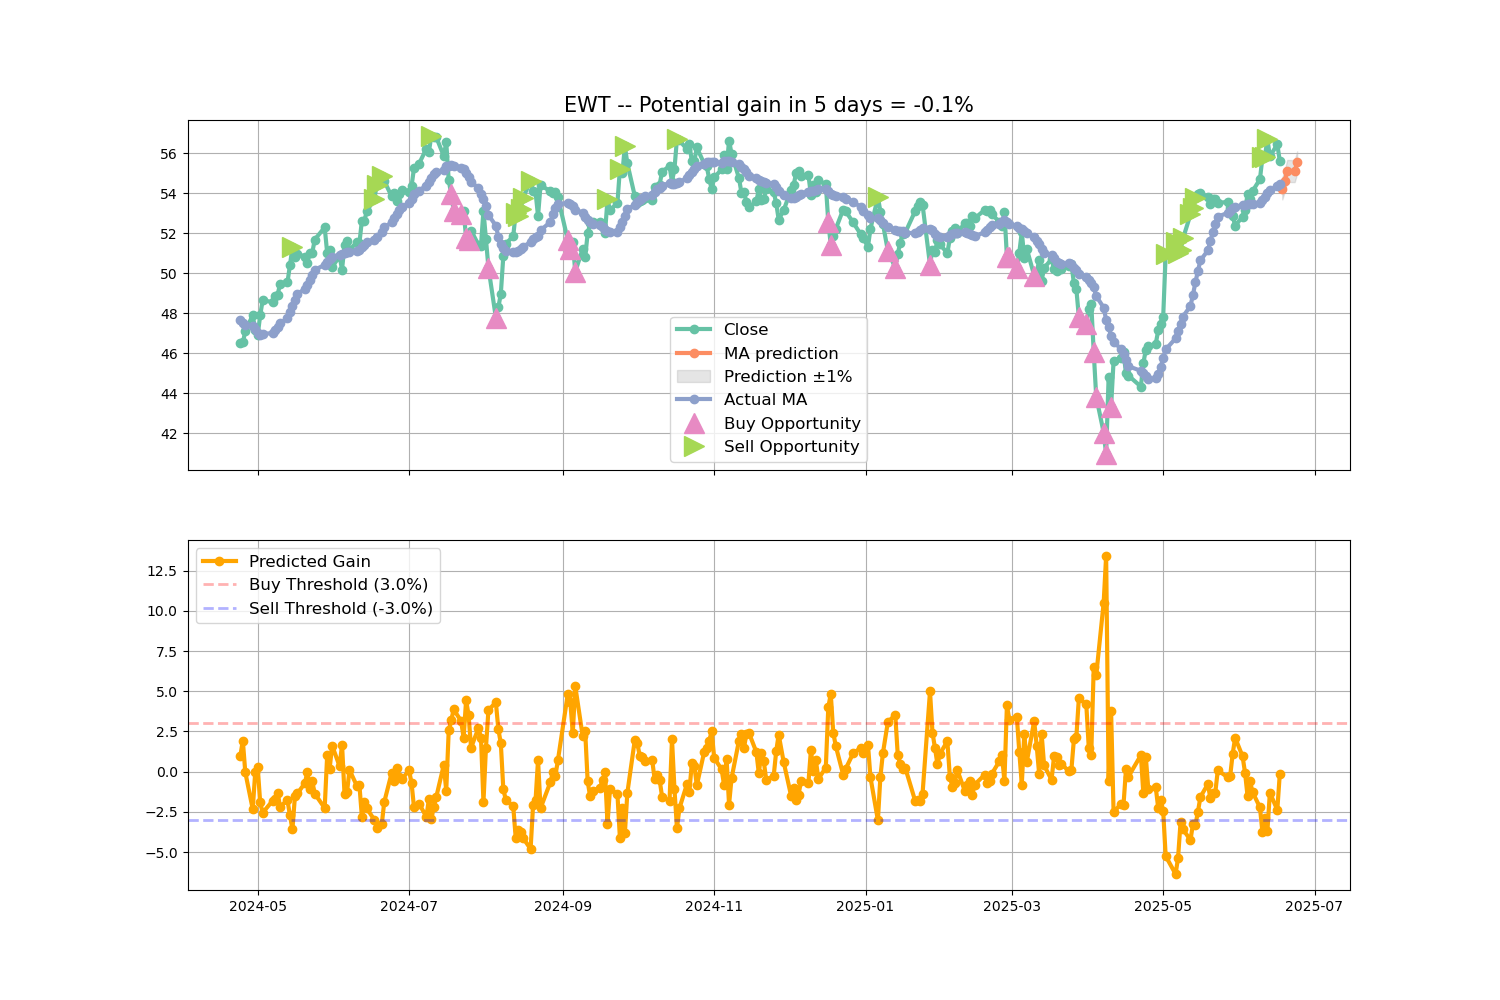 EWT -- Potential gain in 5 days = -0.1%
56
54
52
50
48
46
44
42
Close
MA prediction
Prediction ±1%
Actual MA
Buy Opportunity
Sell Opportunity
Predicted Gain
Buy Threshold (3.0%)
Sell Threshold (-3.0%)
12.5
10.0
7.5
5.0
2.5
0.0
−2.5
−5.0
2024-05 2024-07 2024-09 2024-11 2025-01 2025-03 2025-05 2025-07